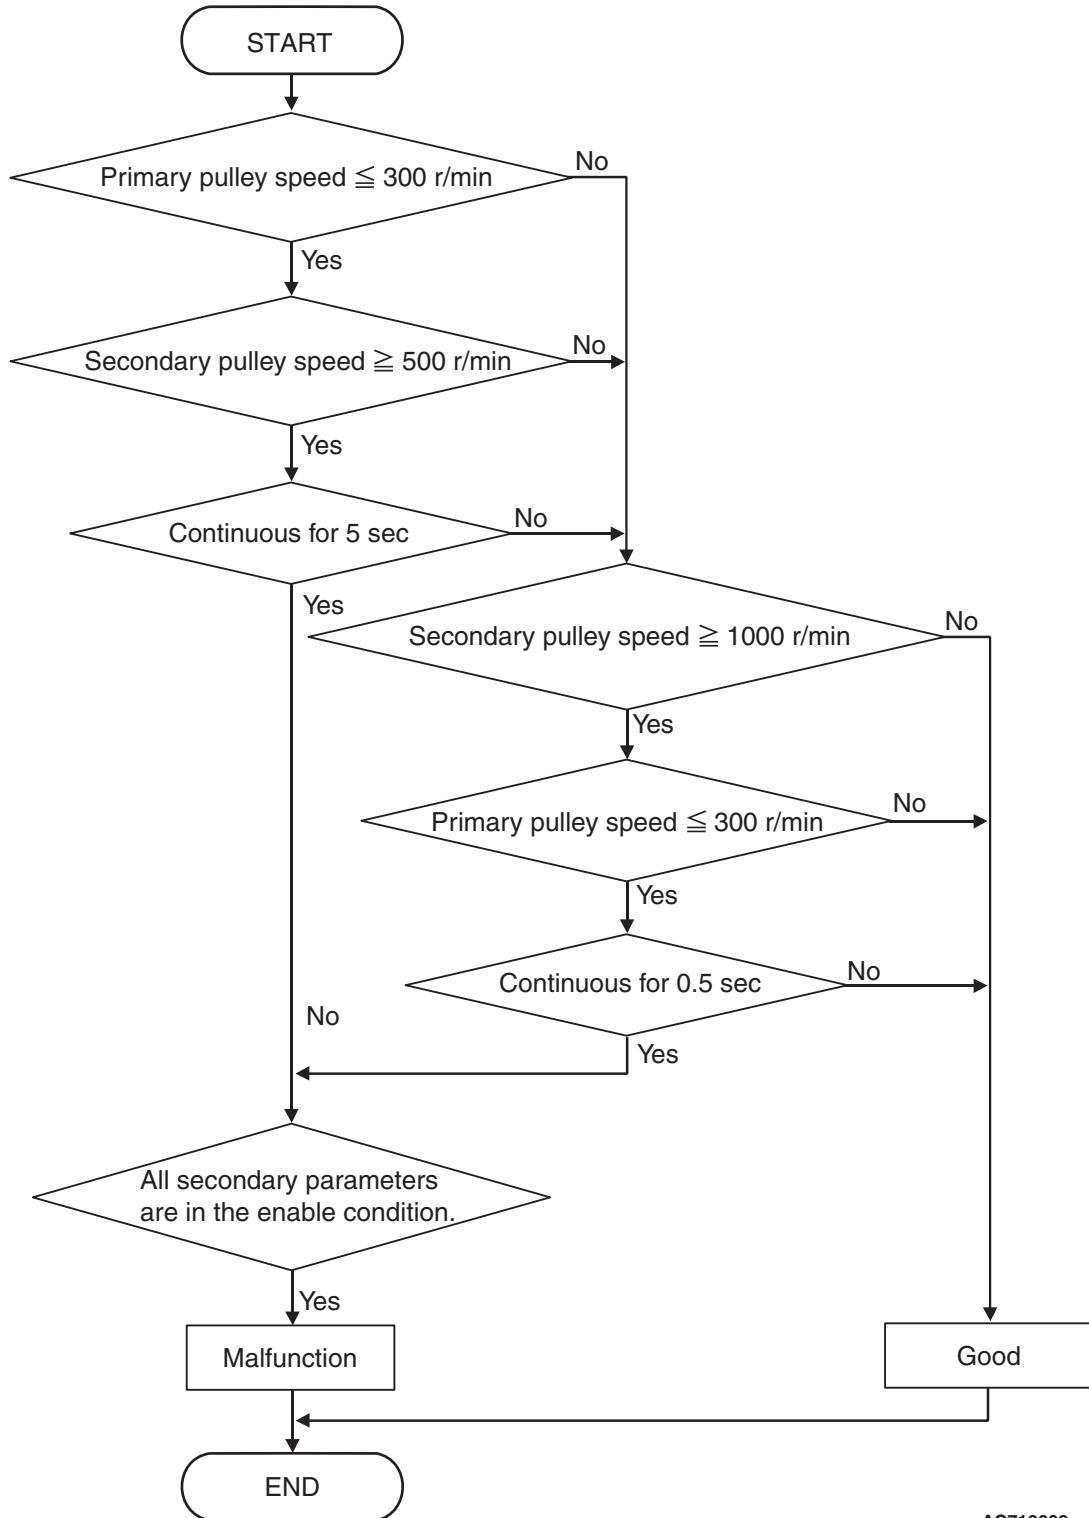 START
Primary pulley speed ≦ 300 r/min
No
Yes
Secondary pulley speed ≧ 500 r/min
No
Yes
Continuous for 5 sec
No
Yes
Secondary pulley speed ≧ 1000 r/min
No
Yes
Primary pulley speed ≦ 300 r/min
No
Yes
Continuous for 0.5 sec
No
No
Yes
All secondary parameters
are in the enable condition.
Yes
Malfunction
Good
END